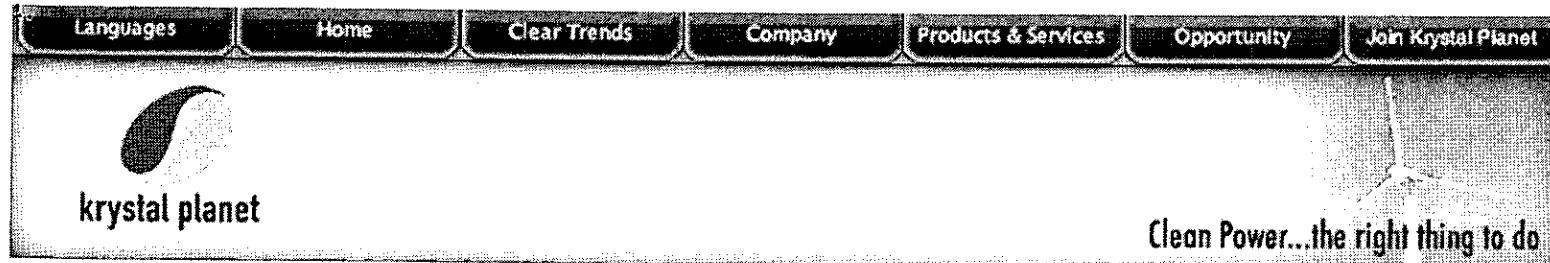 Languages Home Clear Trends Company Products & Services Opportunity Join Krystal Planet
krystal planet
Clean Power...the right thing to do